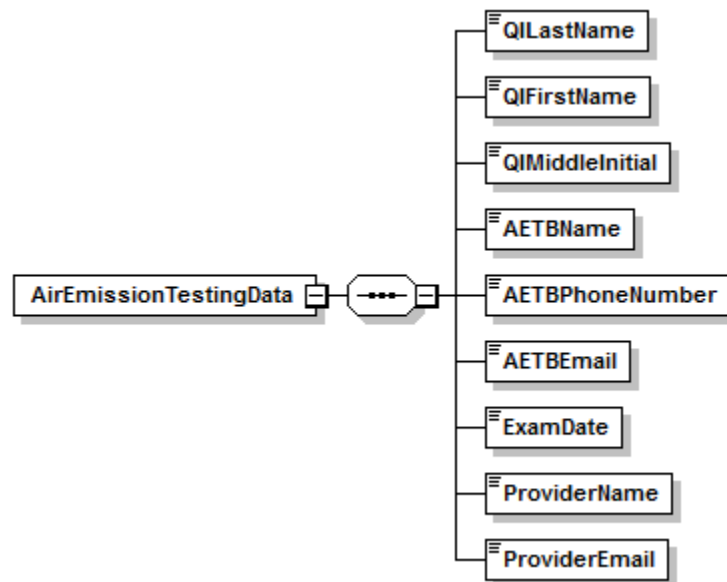 QILastName
QIFirstName
QIMiddleInitial
AETBName
AirEmissionTestingData
AETBPhoneNumber
AETBEmail
ExamDate
ProviderName
ProviderEmail